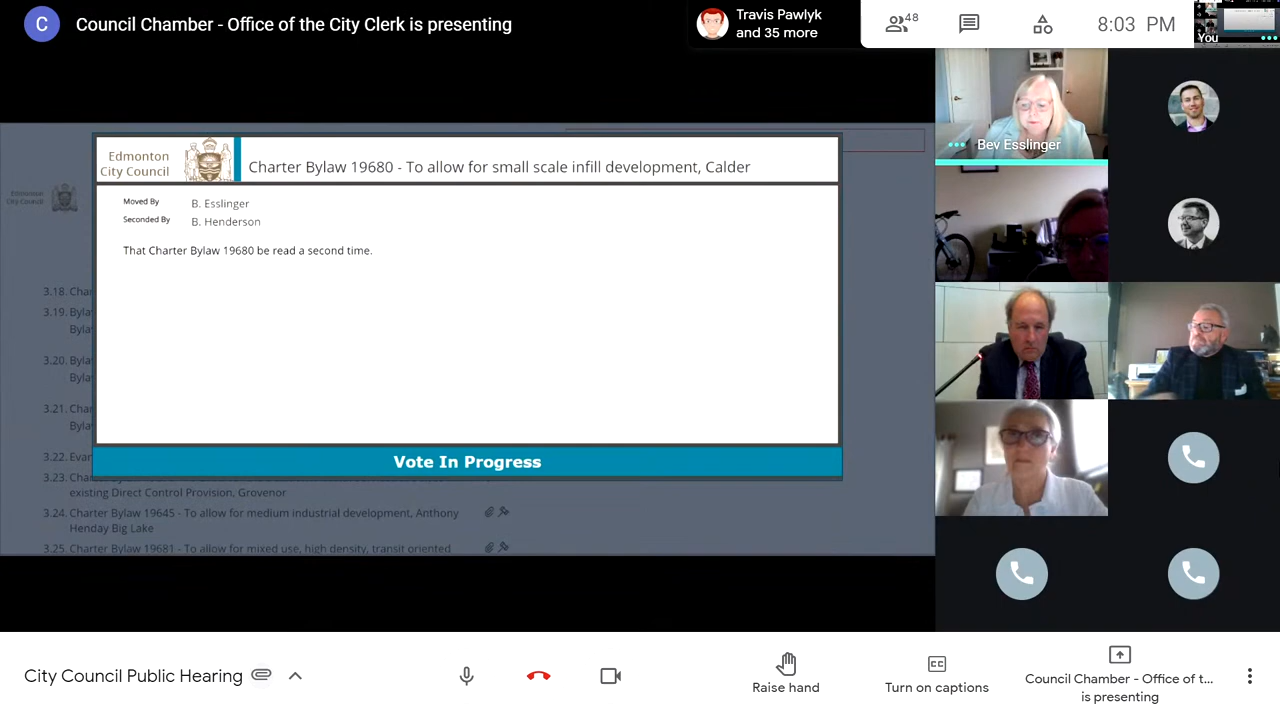 C
Council Chamber - Office of the City Clerk is presenting
Travis Pawlyk
and 35 more
48
8:03 PM
You
Bev Esslinger
Edmonton
City Council
Charter Bylaw 19680 - To allow for small scale infill development, Calder
Moved By
B. Esslinger
Seconded By
B. Henderson
That Charter Bylaw 19680 be read a second time.
Vote In Progress
3.18.
3.19.
3.20.
3.21.
3.22.
3.23.
existing Direct Control Provision, Grovenor
3.24. Charter Bylaw 19645 - To allow for medium industrial development, Anthony
Henday Big Lake
3.25. Charter Bylaw 19681 - To allow for mixed use, high density, transit oriented
City Council Public Hearing
Raise hand
CC
Turn on captions
Council Chamber - Office of t...
is presenting